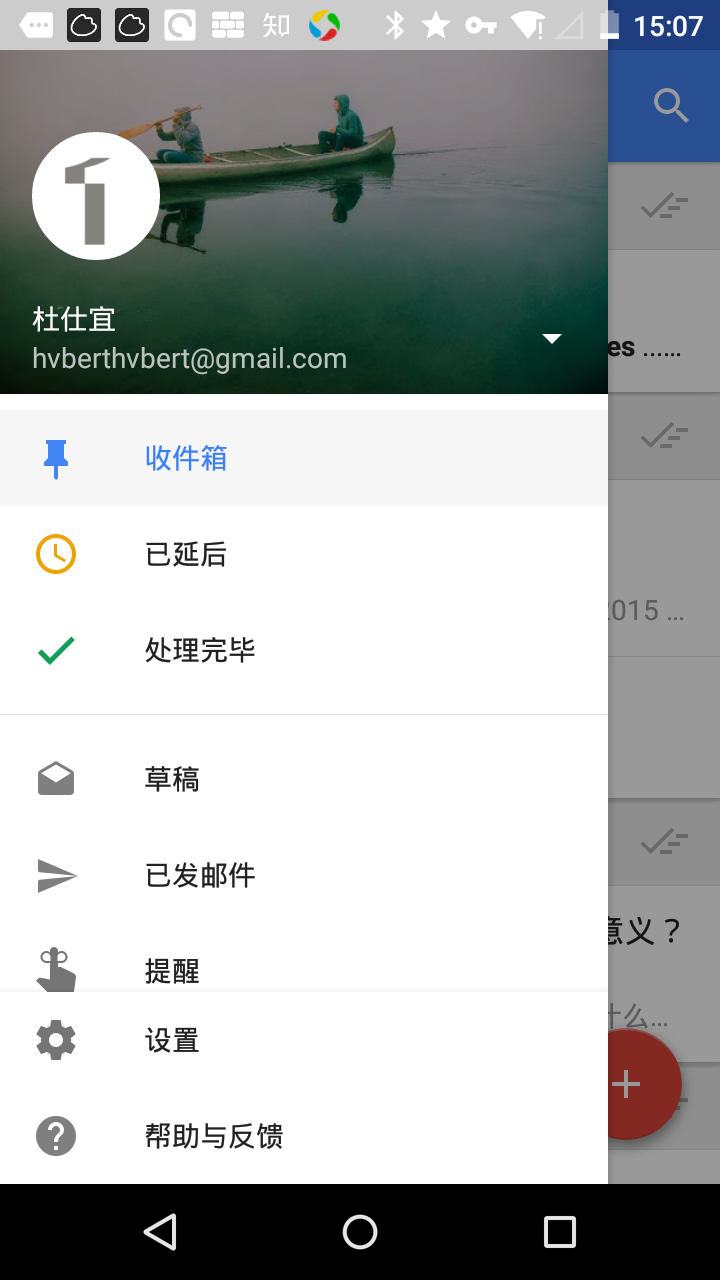 知 15:07
杜仕宜
hvberthvbert@gmail.com
es ......
收件箱
已延后
2015 ...
处理完毕
草稿
已发邮件
意义？
提醒
什么...
设置
帮助与反馈